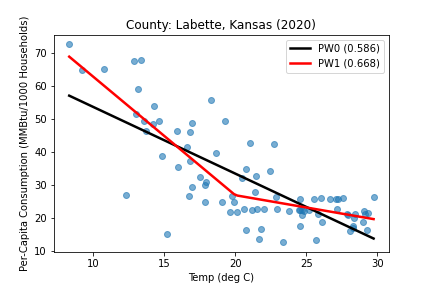 County: Labette, Kansas (2020)
PW0 (0.586)
PW1 (0.668)
Per-Capita Consumption (MMBtu/1000 Households)
70
60
50
40
30
20
10
10 15 20 25 30
Temp (deg C)